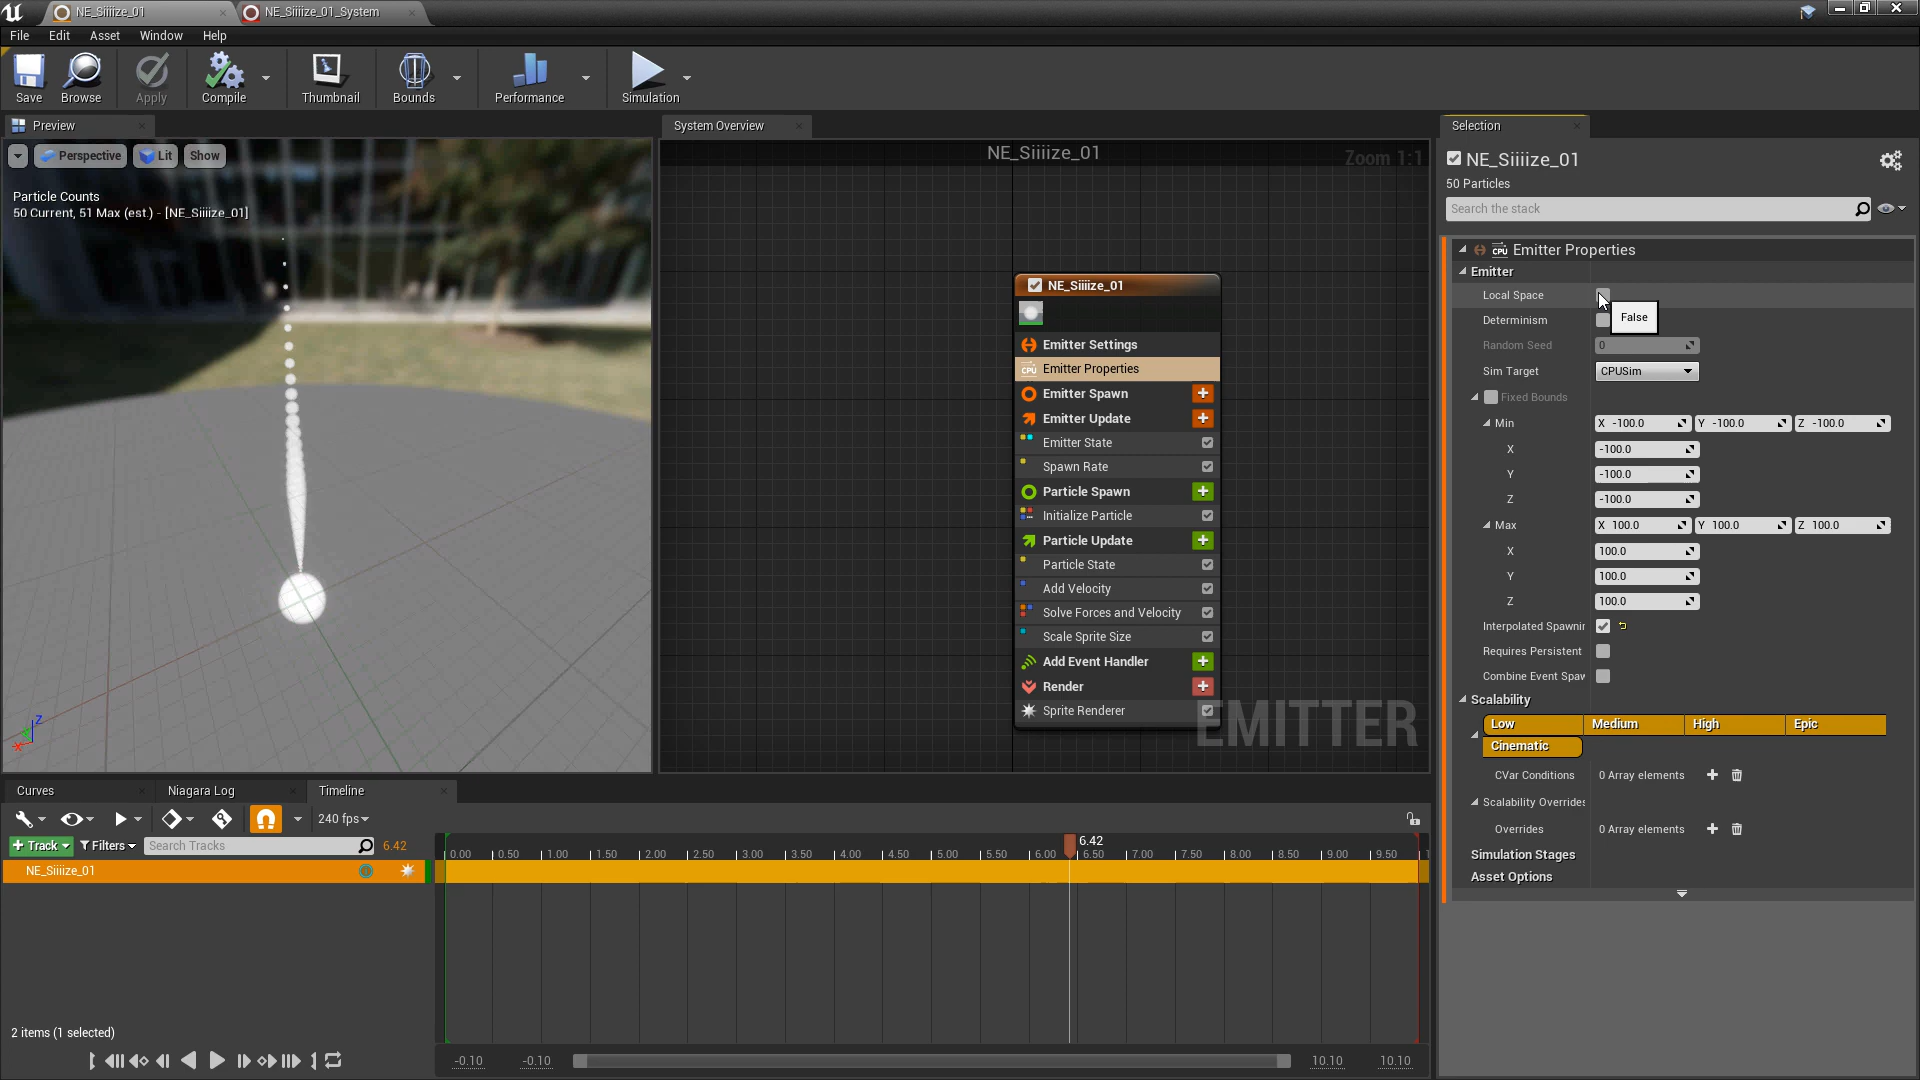 NE_Siiiize_01
NE_Siiiize_01_System
File Edit Asset Window Help
Save Browse Apply Compile Thumbnail Bounds Performance Simulation
Preview
Perspective Lit Show
Particle Counts
50 Current, 51 Max (est.) - [NE_Siiiize_01]
Z
X
System Overview
NE_Siiiize_01
Zoom 1:1
NE_Siiiize_01
Emitter Settings
CPU Emitter Properties
Emitter Spawn
Emitter Update
Emitter State
Spawn Rate
Particle Spawn
Initialize Particle
Particle Update
Particle State
Add Velocity
Solve Forces and Velocity
Scale Sprite Size
Add Event Handler
Render
Sprite Renderer
EMITTER
Selection
NE_Siiiize_01
50 Particles
Search the stack
CPU Emitter Properties
Emitter
Local Space
False
Determinism
Random Seed 0
Sim Target CPUSim
Fixed Bounds
Min X -100.0 Y -100.0 Z -100.0
X -100.0
Y -100.0
Z -100.0
Max X 100.0 Y 100.0 Z 100.0
X 100.0
Y 100.0
Z 100.0
Interpolated Spawnin
Requires Persistent
Combine Event Spaw
Scalability
Low Medium High Epic
Cinematic
CVar Conditions 0 Array elements
Scalability Overrides
Overrides 0 Array elements
Simulation Stages
Asset Options
Curves Niagara Log Timeline
240 fps
+ Track Filters Search Tracks 6.42
6.42
0.00 0.50 1.00 1.50 2.00 2.50 3.00 3.50 4.00 4.50 5.00 5.50 6.00 6.50 7.00 7.50 8.00 8.50 9.00 9.50 1
NE_Siiiize_01
2 items (1 selected)
-0.10 -0.10 10.10 10.10